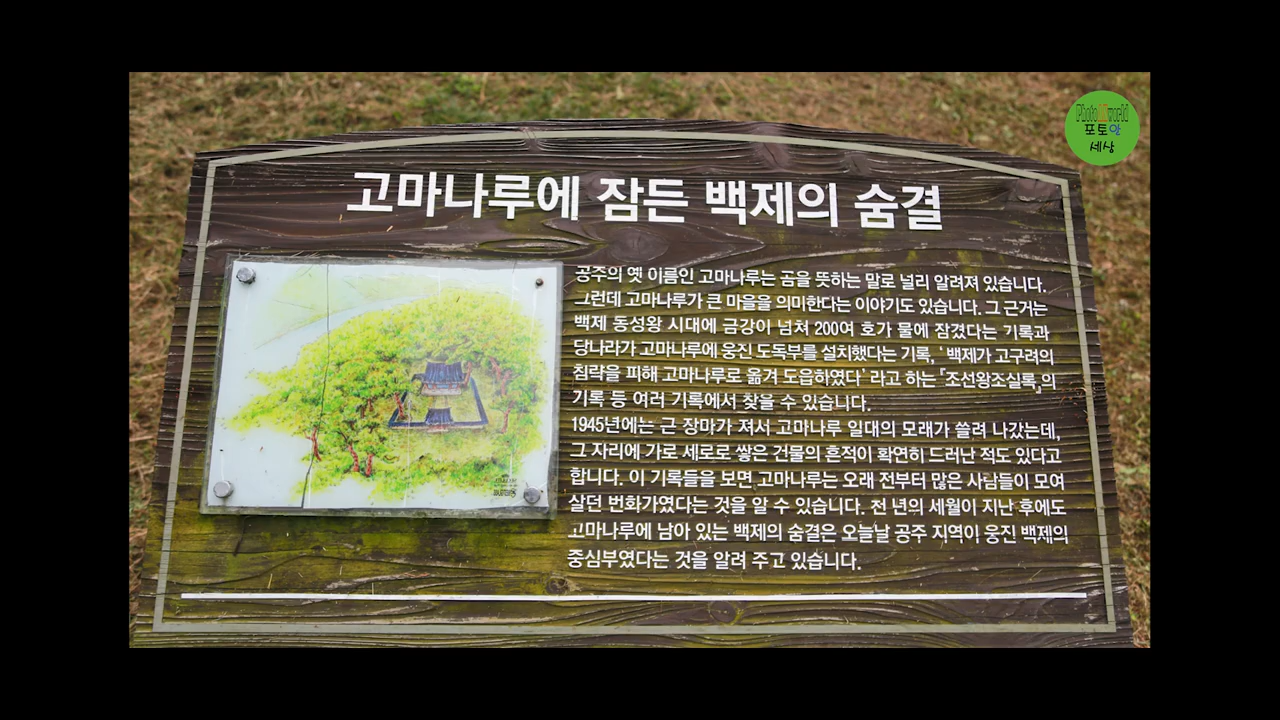 Photo 새world
포토안
세상
고마나루에 잠든 백제의 숨결
공주의 옛 이름인 고마나루는 곰을 뜻하는 말로 널리 알려져 있습니다.
그런데 고마나루가 큰 마을을 의미한다는 이야기도 있습니다. 그 근거는
백제 동성왕 시대에 금강이 넘쳐 200여 호가 물에 잠겼다는 기록과
당나라가 고마나루에 웅진 도독부를 설치했다는 기록, ‘백제가 고구려의
침략을 피해 고마나루로 옮겨 도읍하였다’라고 하는 『조선왕조실록』의
기록 등 여러 기록에서 찾을 수 있습니다.
1945년에는 큰 장마가 져서 고마나루 일대의 모래가 쓸려 나갔는데,
그 자리에 가로 세로로 쌓은 건물의 흔적이 확연히 드러난 적도 있다고
합니다. 이 기록들을 보면 고마나루는 오래 전부터 많은 사람들이 모여
살던 번화가였다는 것을 알 수 있습니다. 천 년의 세월이 지난 후에도
고마나루에 남아 있는 백제의 숨결은 오늘날 공주 지역이 웅진 백제의
중심부였다는 것을 알려 주고 있습니다.